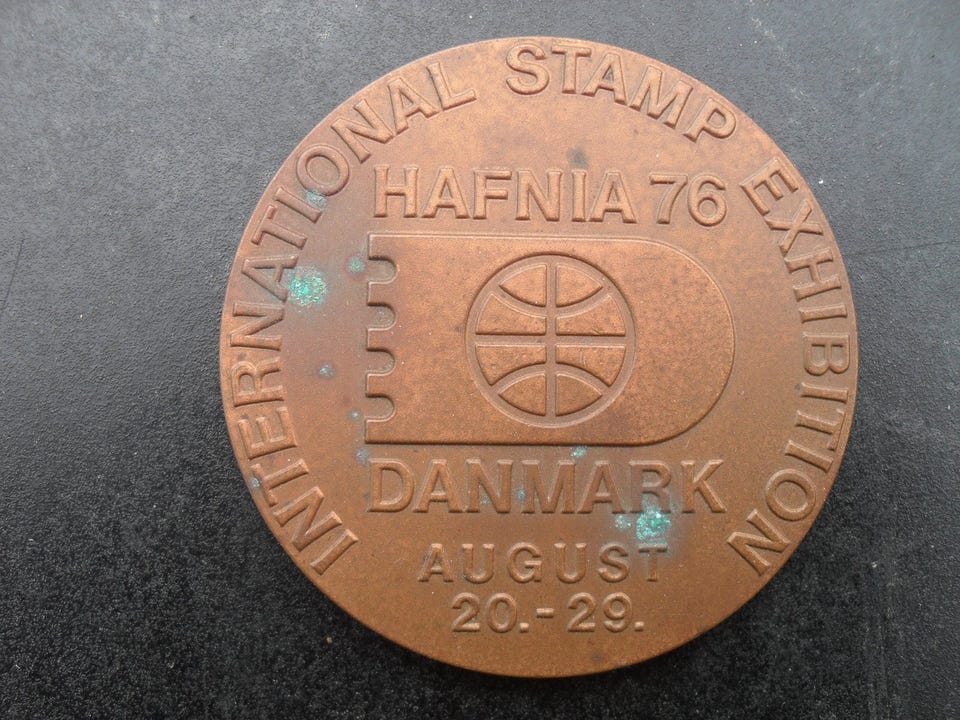 INTERNATIONAL STAMP EXHIBITION
HAFNIA 76
DANMARK
AUGUST
20.-29.